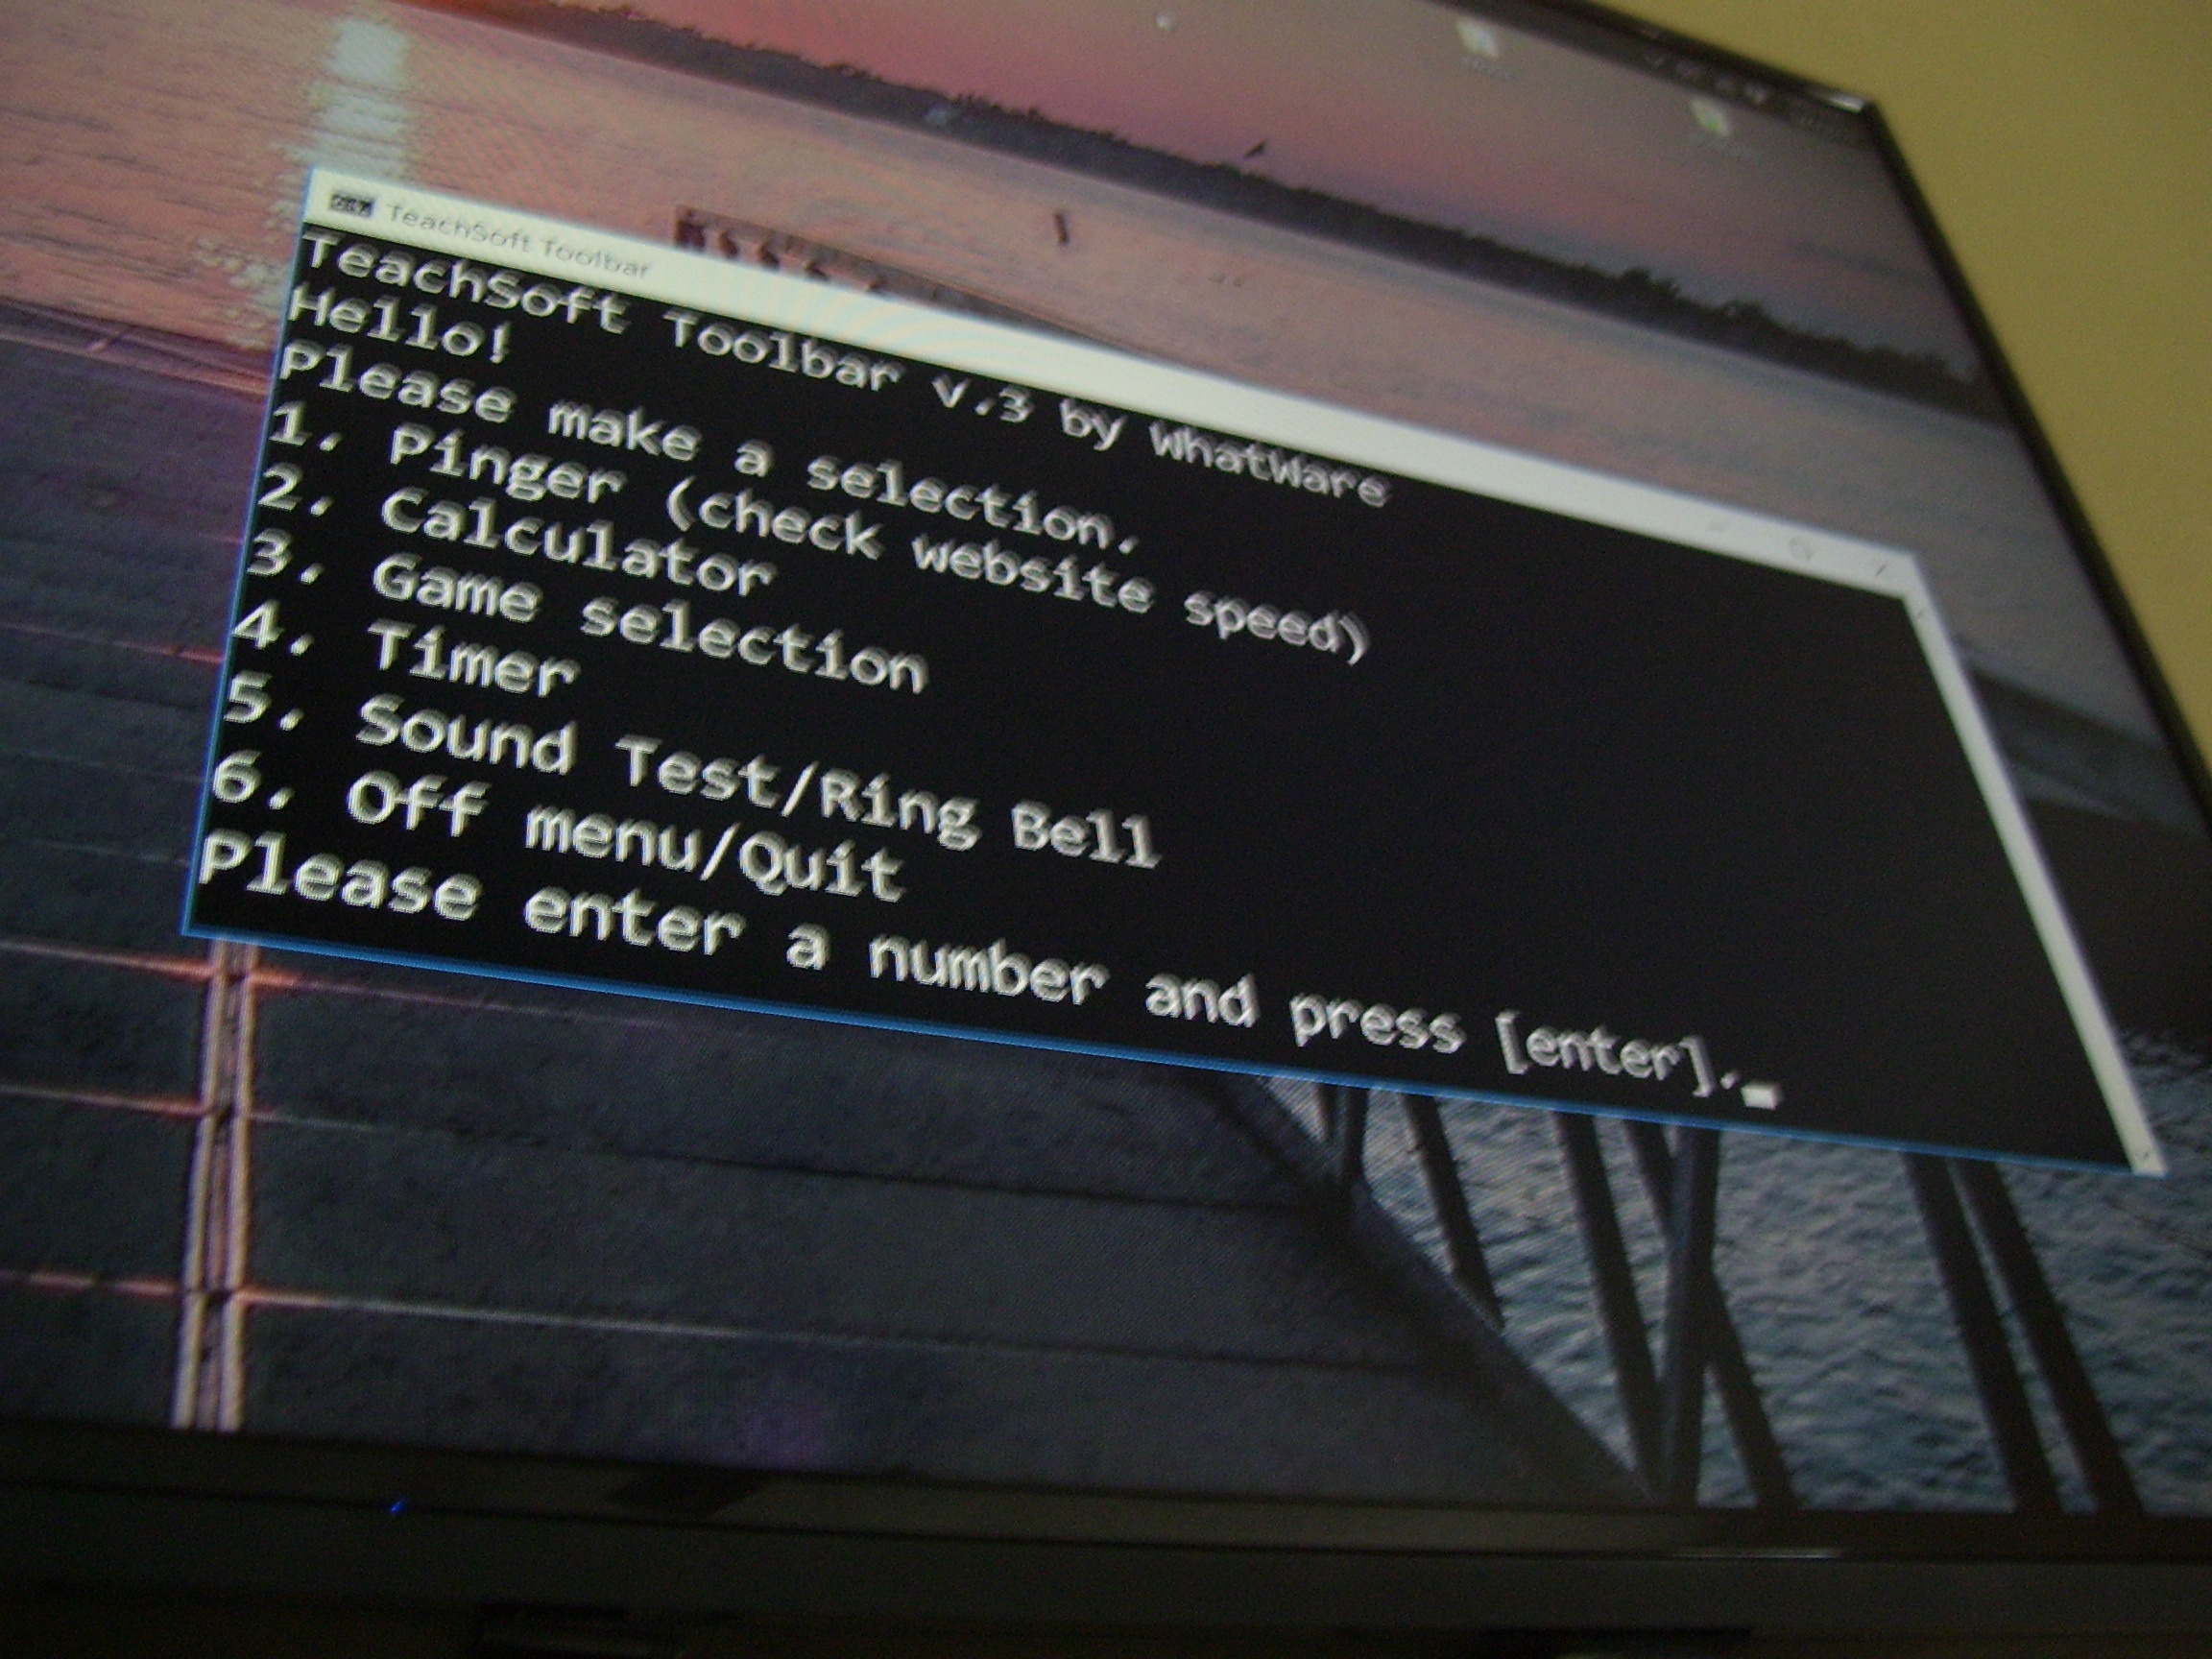 TeachSoft Toolbar
TeachSoft Toolbar v.3 by WhatWare
Hello!
Please make a selection.
1. Pinger (check website speed)
2. Calculator
3. Game selection
4. Timer
5. Sound Test/Ring Bell
6. Off menu/Quit
Please enter a number and press [enter].